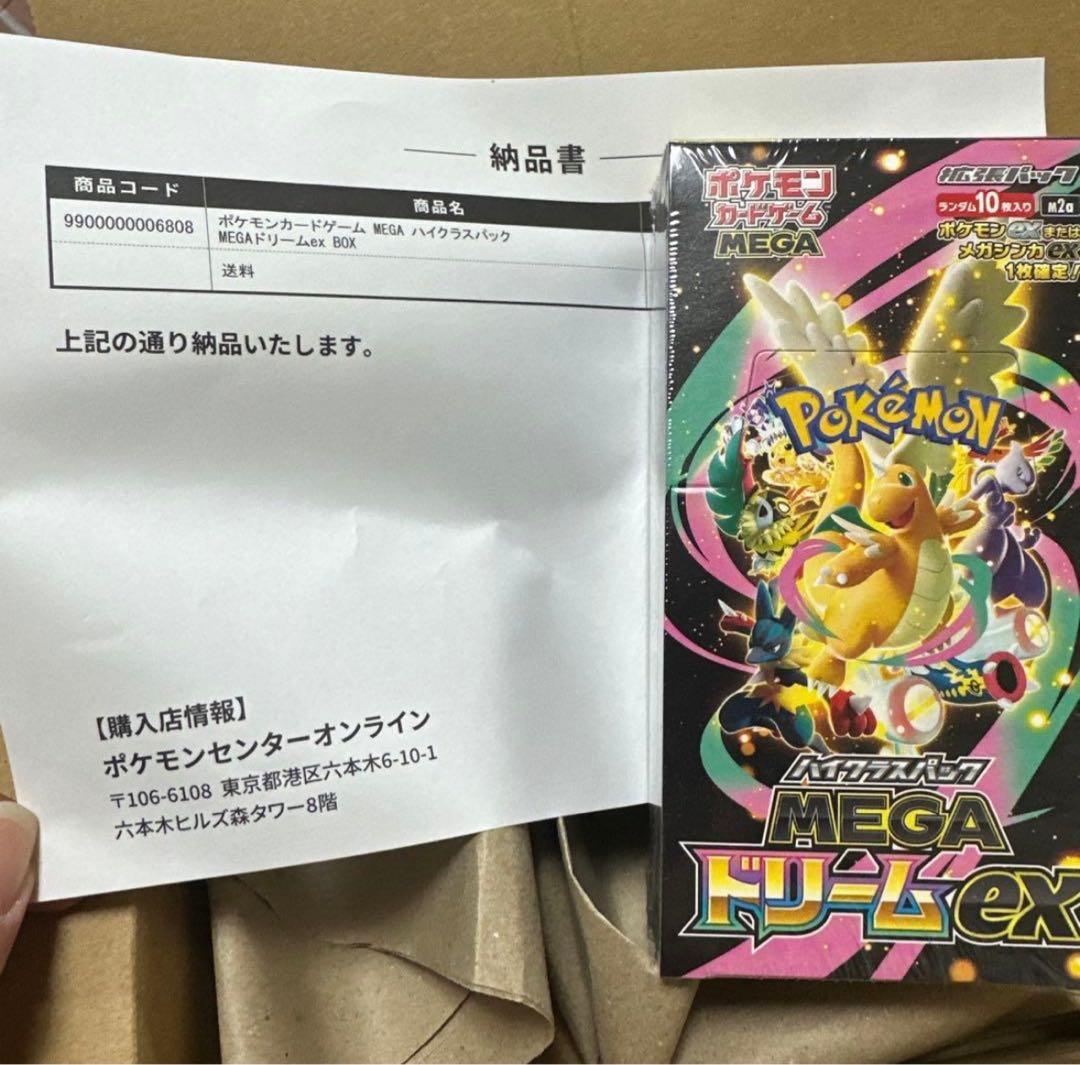 納品書
商品コード 商品名
9900000006808 ポケモンカードゲーム MEGA ハイクラスパック
MEGAドリームex BOX
送料
上記の通り納品いたします。
【購入店情報】
ポケモンセンターオンライン
〒106-6108 東京都港区六本木6-10-1
六本木ヒルズ森タワー8階
ポケモン
カードゲーム
MEGA
拡張パック
ランダム10枚入り M2a
ポケモンexまたは
メガシンカex
1枚確定!
POKéMON
ハイクラスパック
MEGA
ドリームex